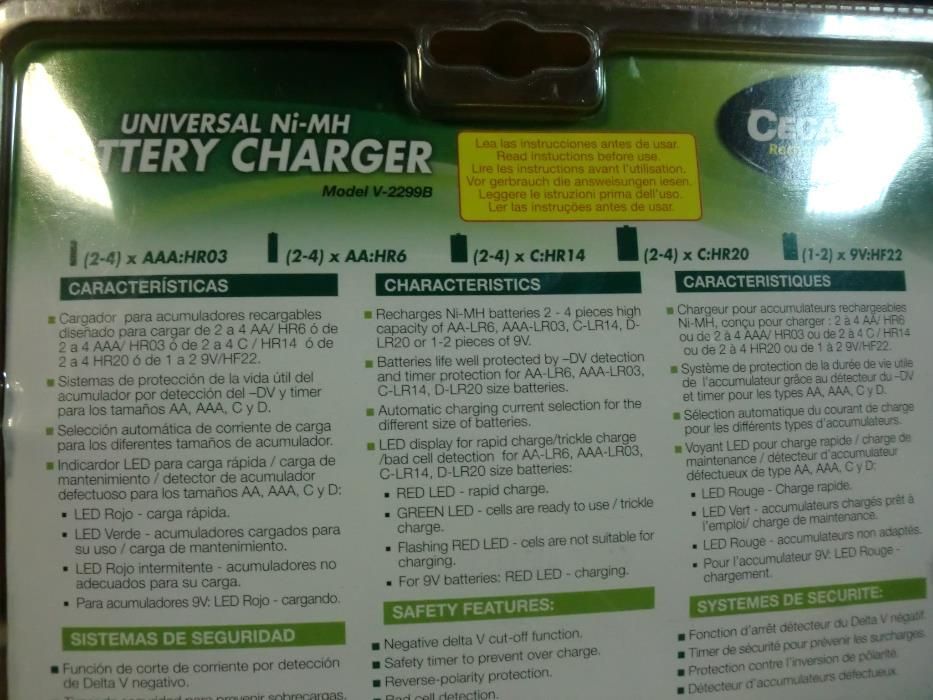 UNIVERSAL Ni-MH
TTERY CHARGER
Model V-2299B
Lea las instrucciones antes de usar.
Read instuctions before use.
Lire les instructions avant l'utilisation.
Vor gerbrauch die answeisungen iesen.
Leggere le istruzioni prima dell'uso.
Ler las instruções antes de usar.
(2-4) x AAA:HR03
(2-4) x AA:HR6
(2-4) x C:HR14
(2-4) x C:HR20
(1-2) x 9V:HF22
CARACTERÍSTICAS
Cargador para acumuladores recargables
diseñado para cargar de 2 a 4 AA/ HR6 ó de
2 a 4 AAA/ HR03 ó de 2 a 4 C / HR14 ó de
2 a 4 HR20 ó de 1 a 2 9V/HF22.
Sistemas de protección de la vida útil del
acumulador por detección del –DV y timer
para los tamaños AA, AAA, C y D.
Selección automática de corriente de carga
para los diferentes tamaños de acumulador.
Indicardor LED para carga rápida / carga de
mantenimiento / detector de acumulador
defectuoso para los tamaños AA, AAA, C y D:
LED Rojo - carga rápida.
LED Verde - acumuladores cargados para
su uso / carga de mantenimiento.
LED Rojo intermitente - acumuladores no
adecuados para su carga.
Para acumuladores 9V: LED Rojo - cargando.
SISTEMAS DE SEGURIDAD
Función de corte de corriente por detección
de Delta V negativo.
CHARACTERISTICS
Recharges Ni-MH batteries 2 - 4 pieces high
capacity of AA-LR6, AAA-LR03, C-LR14, D-
LR20 or 1-2 pieces of 9V.
Batteries life well protected by –DV detection
and timer protection for AA-LR6, AAA-LR03,
C-LR14, D-LR20 size batteries.
Automatic charging current selection for the
different size of batteries.
LED display for rapid charge/trickle charge
/bad cell detection for AA-LR6, AAA-LR03,
C-LR14, D-LR20 size batteries:
RED LED - rapid charge.
GREEN LED - cells are ready to use / trickle
charge.
Flashing RED LED - cels are not suitable for
charging.
For 9V batteries: RED LED - charging.
SAFETY FEATURES:
Negative delta V cut-off function.
Safety timer to prevent over charge.
Reverse-polarity protection.
Bad cell detection.
CARACTERISTIQUES
Chargeur pour accumulateurs rechargeables
Ni-MH, conçu pour charger : 2 à 4 AA/ HR6
ou de 2 à 4 AAA/ HR03 ou de 2 à 4 C / HR14
ou de 2 à 4 HR20 ou de 1 à 2 9V/HF22.
Système de protection de la durée de vie utile
de l'accumulateur grâce au détecteur du –DV
et timer pour les types AA, AAA, C y D.
Sélection automatique du courant de charge
pour les différents types d'accumulateurs.
Voyant LED pour charge rapide / charge de
maintenance / détecteur d'accumulateur
défectueux de type AA, AAA, C y D:
LED Rouge - Charge rapide.
LED Vert - accumulateurs chargés prêt à
l'emploi/ charge de maintenance.
LED Rouge - accumulateurs non adaptés.
Pour l'accumulateur 9V: LED Rouge -
chargement.
SYSTEMES DE SECURITE:
Fonction d'arrêt détecteur du Delta V négatif.
Timer de sécurité pour prévenir les surcharges.
Protection contre l'inversion de pôlarité.
Détecteur d'accumulateurs défectueux.